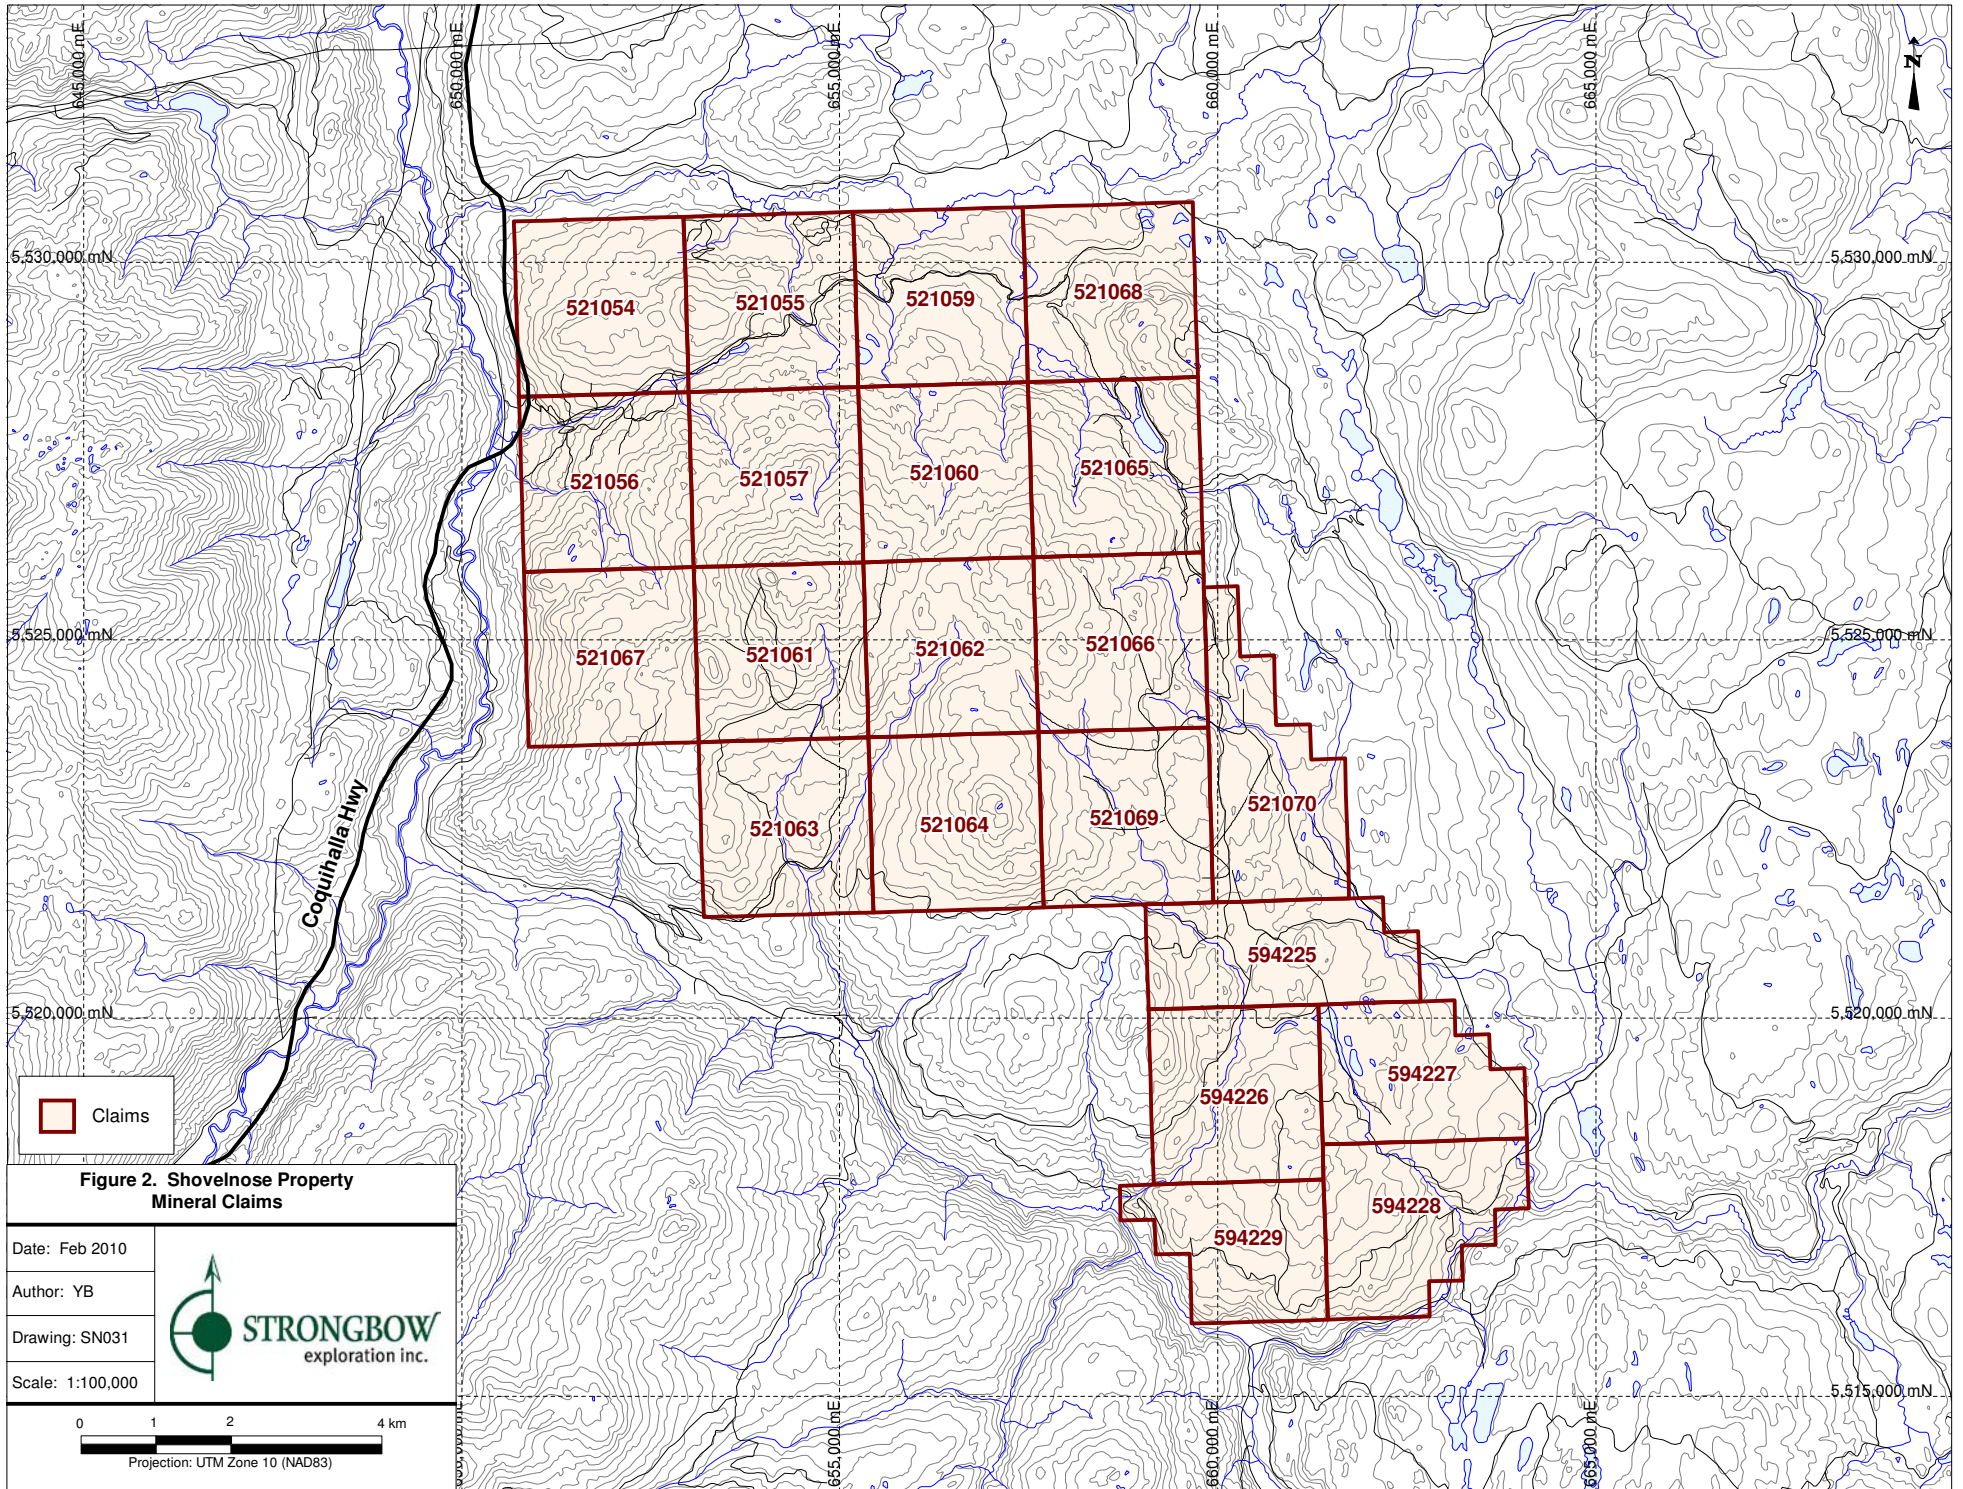 645,000 mE
650,000 mE
655,000 mE
660,000 mE
665,000 mE
N
5,530,000 mN
5,530,000 mN
521054
521055
521059
521068
521056
521057
521060
521065
5,525,000 mN
5,525,000 mN
521067
521061
521062
521066
521063
521064
521069
521070
Coquihalla Hwy
594225
5,520,000 mN
5,520,000 mN
594226
594227
594228
594229
5,515,000 mN
655,000 mE
660,000 mE
665,000 mE
Claims
Figure 2. Shovelnose Property
Mineral Claims
Date: Feb 2010
Author: YB
Drawing: SN031
Scale: 1:100,000
STRONGBOW
exploration inc.
0 1 2 4 km
Projection: UTM Zone 10 (NAD83)